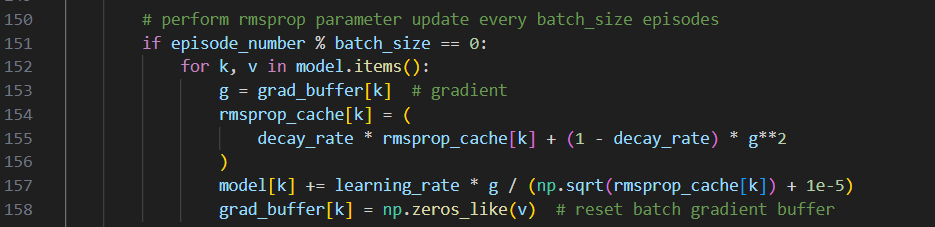 150 # perform rmsprop parameter update every batch_size episodes
151 if episode_number % batch_size == 0:
152 for k, v in model.items():
153 g = grad_buffer[k]  # gradient
154 rmsprop_cache[k] = (
155 decay_rate * rmsprop_cache[k] + (1 - decay_rate) * g**2
156 )
157 model[k] += learning_rate * g / (np.sqrt(rmsprop_cache[k]) + 1e-5)
158 grad_buffer[k] = np.zeros_like(v)  # reset batch gradient buffer